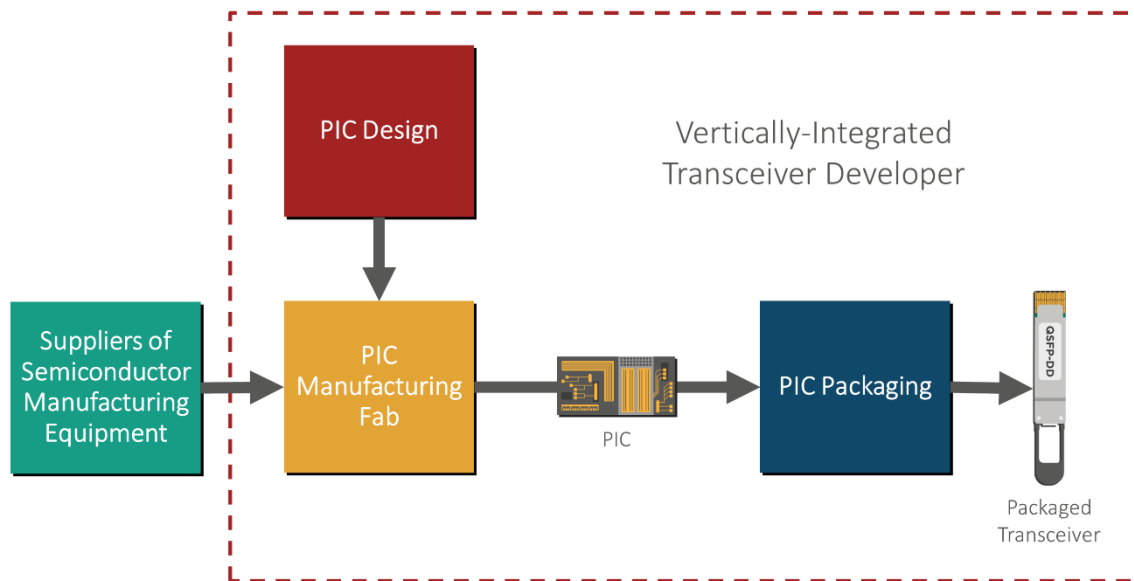 PIC Design
Vertically-Integrated
Transceiver Developer
Suppliers of
Semiconductor
Manufacturing
Equipment
PIC
Manufacturing
Fab
PIC
PIC Packaging
QSFP-DD
Packaged
Transceiver